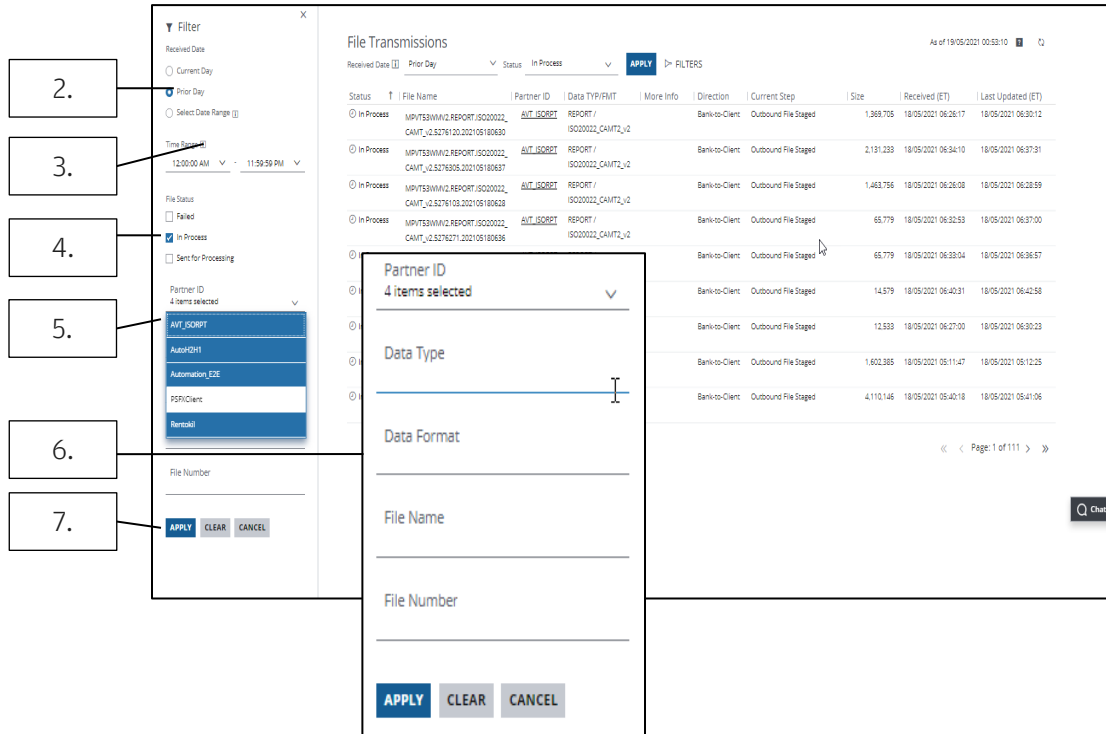 2.
3.
4.
5.
6.
7.
Filter
X
Received Date
Current Day
Prior Day
Select Date Range
Time Range
12:00:00 AM - 11:59:59 PM
File Status
Failed
In Process
Sent for Processing
Partner ID
4 items selected
AVT_ISORPT
AutoH2H1
Automation_E2E
PSFXClient
Rentokil
File Number
APPLY CLEAR CANCEL
File Transmissions
As of 19/05/2021 00:53:10
Received Date Prior Day Status In Process APPLY FILTERS
Status File Name Partner ID Data TYP/FMT More Info Direction Current Step Size Received (ET) Last Updated (ET)
In Process MPVT53WMV2.REPORT.ISO20022_ AVT_ISORPT REPORT / Bank-to-Client Outbound File Staged 1,369,705 18/05/2021 06:26:17 18/05/2021 06:30:12
CAMT_v2.5276120.202105180630 ISO20022_CAMT2_v2
In Process MPVT53WMV2.REPORT.ISO20022_ AVT_ISORPT REPORT / Bank-to-Client Outbound File Staged 2,131,233 18/05/2021 06:34:10 18/05/2021 06:37:31
CAMT_v2.5276305.202105180637 ISO20022_CAMT2_v2
In Process MPVT53WMV2.REPORT.ISO20022_ AVT_ISORPT REPORT / Bank-to-Client Outbound File Staged 1,463,756 18/05/2021 06:26:08 18/05/2021 06:28:59
CAMT_v2.5276103.202105180628 ISO20022_CAMT2_v2
In Process MPVT53WMV2.REPORT.ISO20022_ AVT_ISORPT REPORT / Bank-to-Client Outbound File Staged 65,779 18/05/2021 06:32:53 18/05/2021 06:37:00
CAMT_v2.5276271.202105180636 ISO20022_CAMT2_v2
Bank-to-Client Outbound File Staged 65,779 18/05/2021 06:33:04 18/05/2021 06:36:57
Bank-to-Client Outbound File Staged 14,579 18/05/2021 06:40:31 18/05/2021 06:42:58
Bank-to-Client Outbound File Staged 12,533 18/05/2021 06:27:00 18/05/2021 06:30:23
Bank-to-Client Outbound File Staged 1,602,385 18/05/2021 05:11:47 18/05/2021 05:12:25
Bank-to-Client Outbound File Staged 4,110,146 18/05/2021 05:40:18 18/05/2021 05:41:06
Page: 1 of 111
Chat
Partner ID
4 items selected
Data Type
Data Format
File Name
File Number
APPLY CLEAR CANCEL